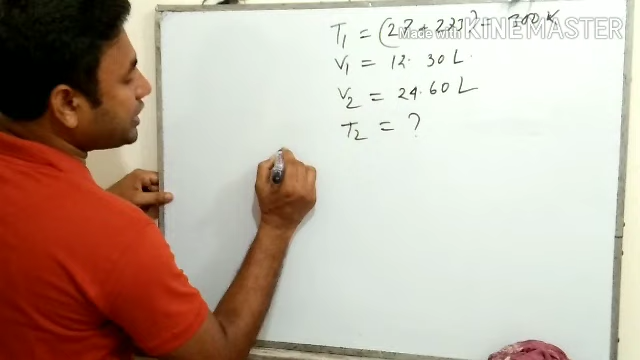 T₁ = (27 + 273) = 300 K
V₁ = 12.30 L.
V₂ = 24.60 L
T₂ = ?
Made with KINEMASTER